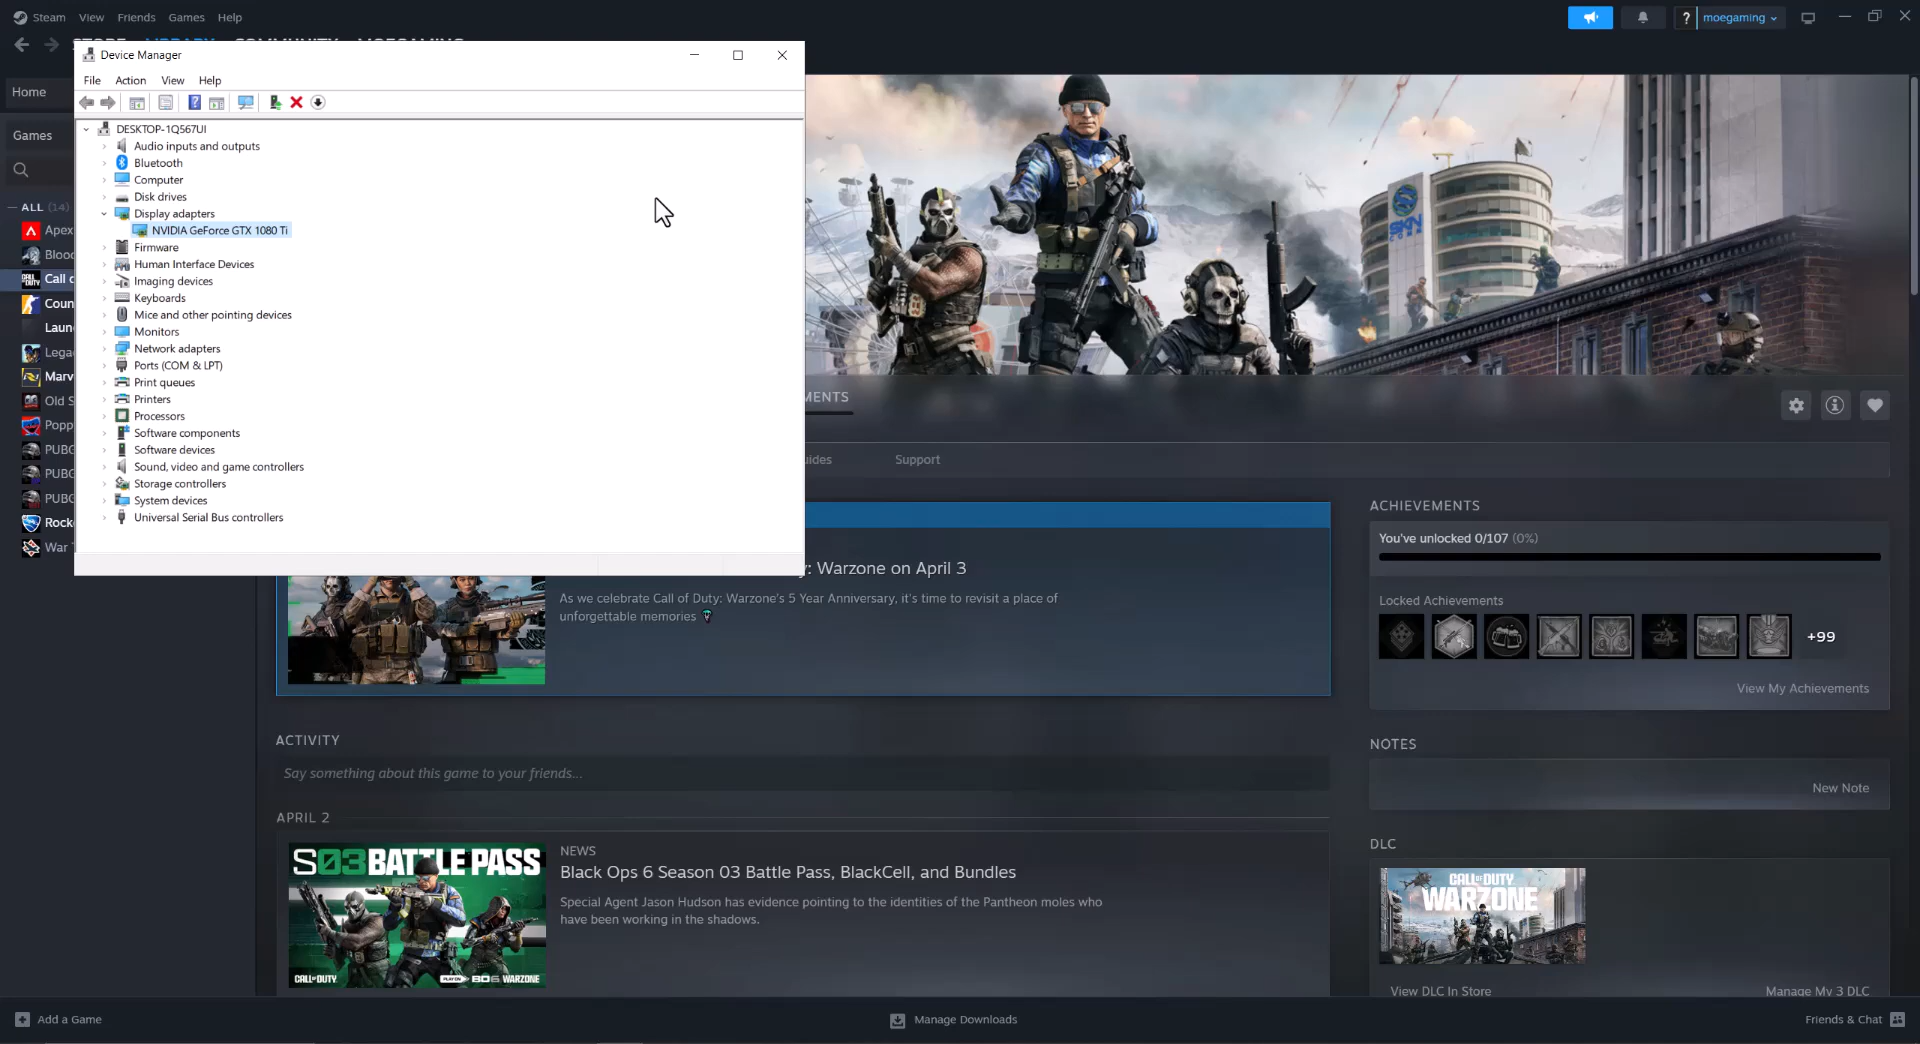 Steam View Friends Games Help
moegaming
Device Manager
File Action View Help
Home
Games
DESKTOP-1Q567UI
Audio inputs and outputs
Bluetooth
Computer
Disk drives
Display adapters
NVIDIA GeForce GTX 1080 Ti
Firmware
Human Interface Devices
Imaging devices
Keyboards
Mice and other pointing devices
Monitors
Network adapters
Ports (COM & LPT)
Print queues
Printers
Processors
Software components
Software devices
Sound, video and game controllers
Storage controllers
System devices
Universal Serial Bus controllers
ALL (14)
Apex
Blood
CALL DUTY
Call o
Coun
Laun
Lega
Marv
Old S
Popp
PUBG
PUBG
PUBG
Rock
War T
MENTS
uides Support
y: Warzone on April 3
As we celebrate Call of Duty: Warzone's 5 Year Anniversary, it's time to revisit a place of
unforgettable memories
ACTIVITY
Say something about this game to your friends...
APRIL 2
S03 BATTLE PASS
CALL OF DUTY
PLAY ON BO6 WARZONE
NEWS
Black Ops 6 Season 03 Battle Pass, BlackCell, and Bundles
Special Agent Jason Hudson has evidence pointing to the identities of the Pantheon moles who
have been working in the shadows.
ACHIEVEMENTS
You've unlocked 0/107 (0%)
Locked Achievements
+99
View My Achievements
NOTES
New Note
DLC
CALL OF DUTY
WARZONE
View DLC In Store Manage My 3 DLC
Add a Game
Manage Downloads
Friends & Chat